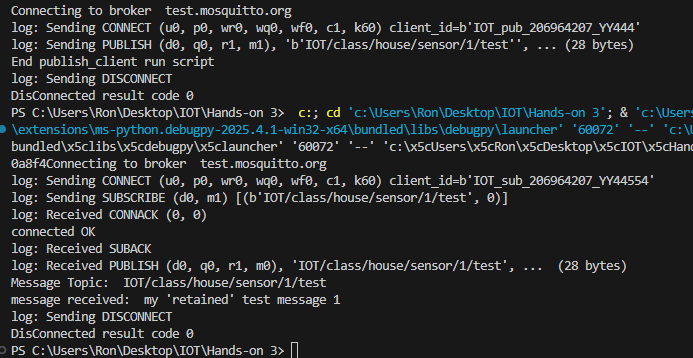 Connecting to broker  test.mosquitto.org
log: Sending CONNECT (u0, p0, wr0, wq0, wf0, c1, k60) client_id=b'IOT_pub_206964207_YY444'
log: Sending PUBLISH (d0, q0, r1, m1), 'b'IOT/class/house/sensor/1/test'', ... (28 bytes)
End publish_client run script
log: Sending DISCONNECT
DisConnected result code 0
PS C:\Users\Ron\Desktop\IOT\Hands-on 3>  c:; cd 'c:\Users\Ron\Desktop\IOT\Hands-on 3'; & 'c:\Users
\extensions\ms-python.debugpy-2025.4.1-win32-x64\bundled\libs\debugpy\launcher' '60072' '--' 'c:\U
bundled\x5clibs\x5cdebugpy\x5clauncher' '60072' '--' 'c:\x5cUsers\x5cRon\x5cDesktop\x5cIOT\x5cHan
0a8f4Connecting to broker  test.mosquitto.org
log: Sending CONNECT (u0, p0, wr0, wq0, wf0, c1, k60) client_id=b'IOT_sub_206964207_YY44554'
log: Sending SUBSCRIBE (d0, m1) [(b'IOT/class/house/sensor/1/test', 0)]
log: Received CONNACK (0, 0)
connected OK
log: Received SUBACK
log: Received PUBLISH (d0, q0, r1, m0), 'IOT/class/house/sensor/1/test', ...  (28 bytes)
Message Topic:  IOT/class/house/sensor/1/test
message received:  my 'retained' test message 1
log: Sending DISCONNECT
DisConnected result code 0
PS C:\Users\Ron\Desktop\IOT\Hands-on 3>